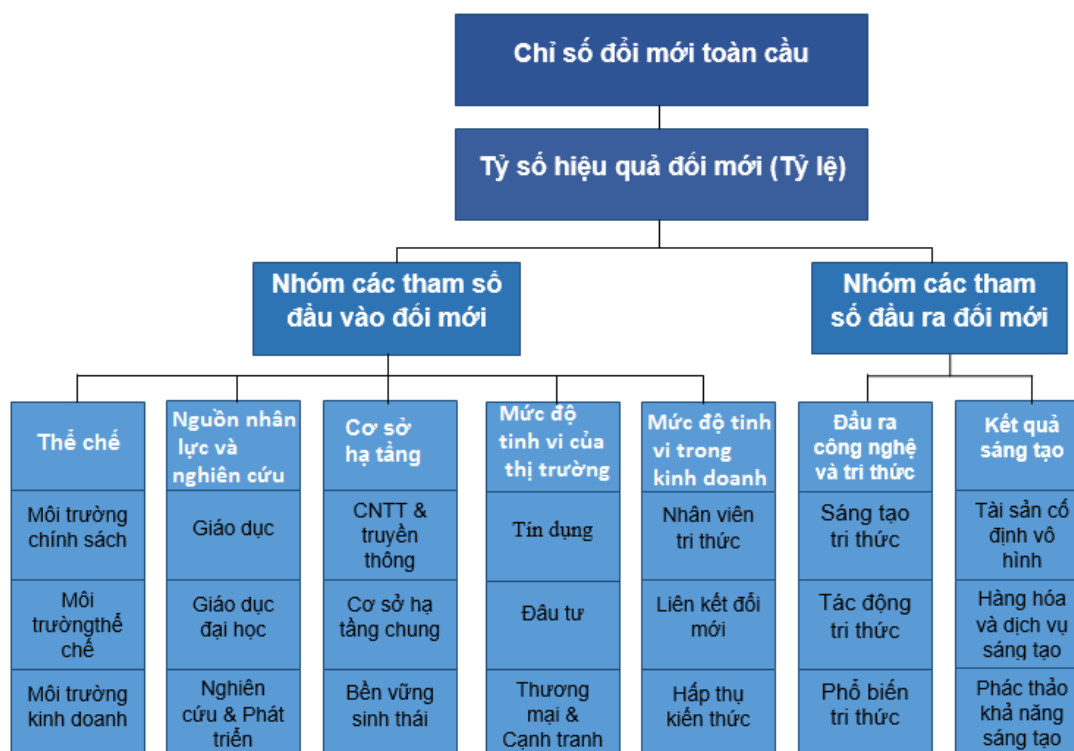 Chỉ số đổi mới toàn cầu
Tỷ số hiệu quả đối mới (Tỷ lệ)
Nhóm các tham số
đầu vào đối mới
Nhóm các tham
số đầu ra đối mới
Thể chế
Nguồn nhân
lực và
nghiên cứu
Cơ sở
hạ tầng
Mức độ
tinh vi của
thị trường
Mức độ tinh
vi trong
kinh doanh
Đầu ra
công nghệ
và tri thức
Kết quả
sáng tạo
Môi trường
chính sách
Giáo dục
CNTT &
truyền
thông
Tín dụng
Nhân viên
tri thức
Sáng tạo
tri thức
Tài sản cố
định vô
hình
Môi
trườngthể
chế
Giáo dục
đại học
Cơ sở hạ
tầng chung
Đâu tư
Liên kết đổi
mới
Tác động
tri thức
Hàng hóa
và dịch vụ
sáng tạo
Môi trường
kinh doanh
Nghiên
cứu & Phát
triển
Bền vững
sinh thái
Thương
mại &
Cạnh tranh
Hấp thụ
kiến thức
Phổ biến
tri thức
Phác thảo
khả năng
sáng tạo